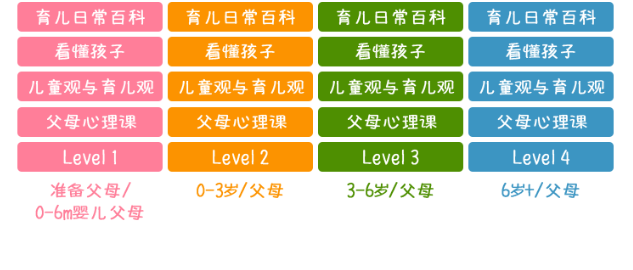 育儿日常百科 育儿日常百科 育儿日常百科 育儿日常百科
看懂孩子 看懂孩子 看懂孩子 看懂孩子
儿童观与育儿观 儿童观与育儿观 儿童观与育儿观 儿童观与育儿观
父母心理课 父母心理课 父母心理课 父母心理课
Level 1 Level 2 Level 3 Level 4
准备父母/ 0-3岁/父母 3-6岁/父母 6岁+/父母
0-6m婴儿父母